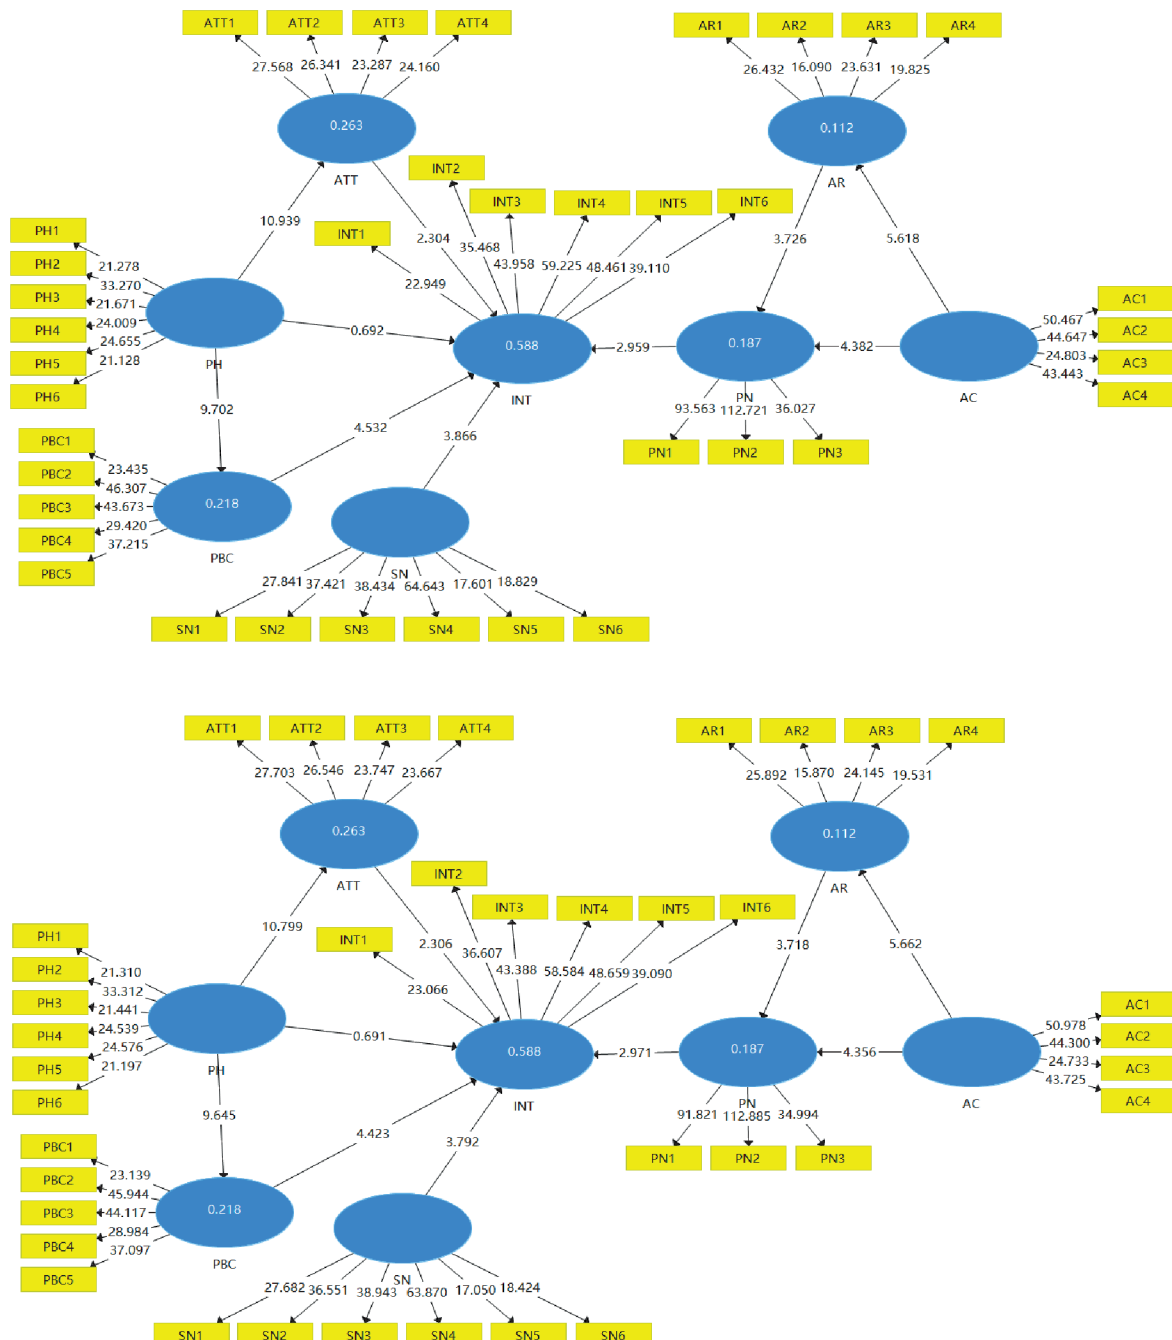 ATT1 ATT2 ATT3 ATT4 AR1 AR2 AR3 AR4
27.568 26.341 23.287 24.160 26.432 16.090 23.631 19.825
0.263 0.112
ATT AR
INT2
INT3 INT4 INT5 INT6
INT1
10.939 2.304 35.468 43.958 59.225 48.461 39.110 3.726 5.618
22.949
PH1
PH2
PH3
PH4
PH5
PH6
21.278
33.270
21.671
24.009
24.655
21.128
PH
0.692
0.588
INT
2.959
0.187
PN
4.382
AC
50.467
44.647
24.803
43.443
AC1
AC2
AC3
AC4
93.563 112.721 36.027
PN1 PN2 PN3
9.702
4.532
3.866
PBC1
PBC2
PBC3
PBC4
PBC5
23.435
46.307
43.673
29.420
37.215
0.218
PBC
SN
27.841 37.421 38.434 64.643 17.601 18.829
SN1 SN2 SN3 SN4 SN5 SN6
ATT1 ATT2 ATT3 ATT4 AR1 AR2 AR3 AR4
27.703 26.546 23.747 23.667 25.892 15.870 24.145 19.531
0.263 0.112
ATT AR
INT2
INT3 INT4 INT5 INT6
INT1
10.799 2.306 36.607 43.388 58.584 48.659 39.090 3.718 5.662
23.066
PH1
PH2
PH3
PH4
PH5
PH6
21.310
33.312
21.441
24.539
24.576
21.197
PH
0.691
0.588
INT
2.971
0.187
PN
4.356
AC
50.978
44.300
24.733
43.725
AC1
AC2
AC3
AC4
91.821 112.885 34.994
PN1 PN2 PN3
9.645
4.423
3.792
PBC1
PBC2
PBC3
PBC4
PBC5
23.139
45.944
44.117
28.984
37.097
0.218
PBC
SN
27.682 36.551 38.943 63.870 17.050 18.424
SN1 SN2 SN3 SN4 SN5 SN6